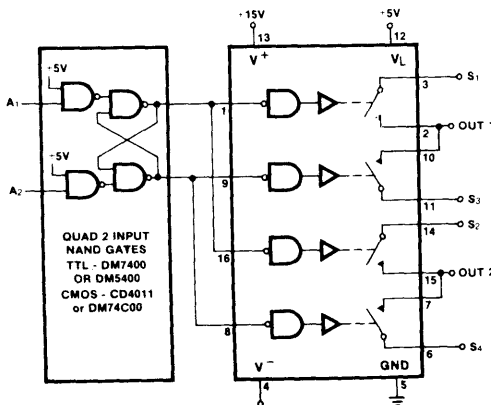 +15V
+5V
13
12
V+
VL
+5V
A1
+5V
A2
QUAD 2 INPUT
NAND GATES
TTL - DM7400
OR DM5400
CMOS - CD4011
or DM74C00
1
9
16
8
3
S1
2
OUT 1
10
11
S3
14
S2
15
OUT 2
7
6
S4
V−
GND
4
5